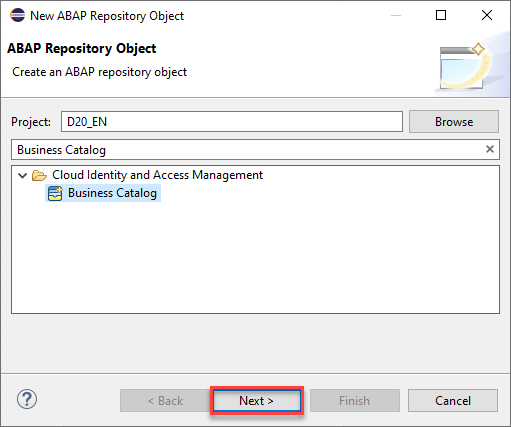 New ABAP Repository Object
ABAP Repository Object
Create an ABAP repository object
Project: D20_EN Browse
Business Catalog
Cloud Identity and Access Management
Business Catalog
? < Back Next > Finish Cancel